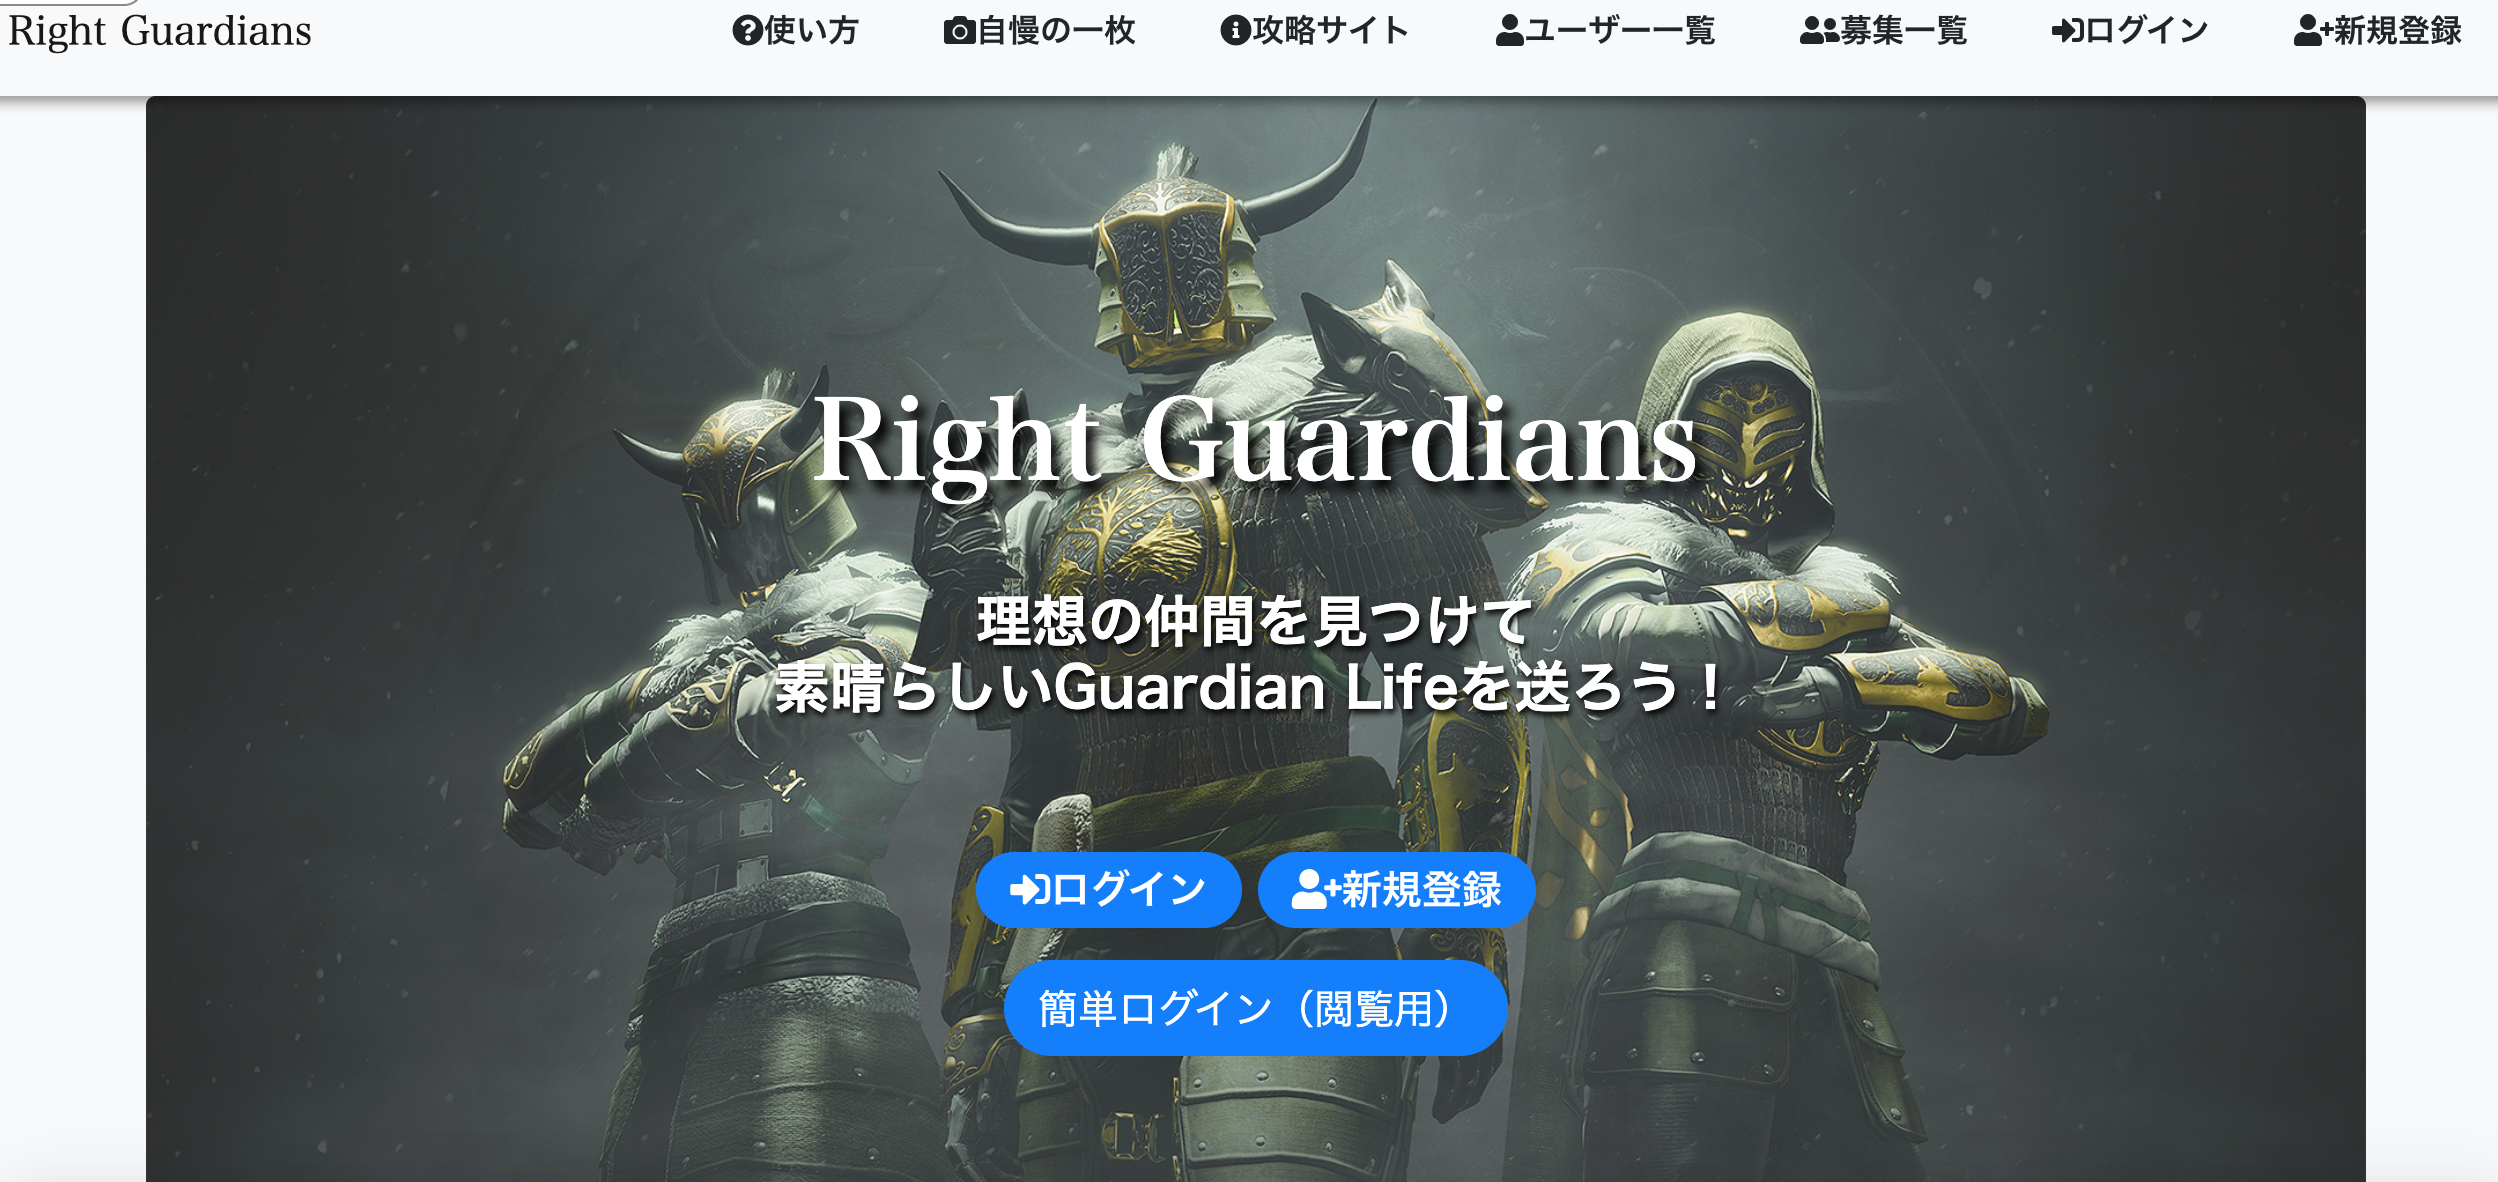 Right Guardians
使い方
自慢の一枚
攻略サイト
ユーザー一覧
募集一覧
ログイン
新規登録
Right Guardians
理想の仲間を見つけて
素晴らしいGuardian Lifeを送ろう！
ログイン
新規登録
簡単ログイン（閲覧用）